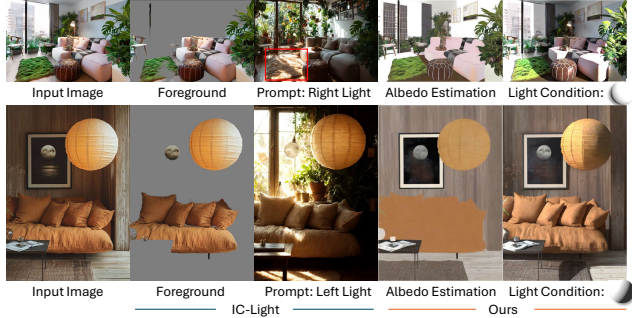 Input Image Foreground Prompt: Right Light Albedo Estimation Light Condition:
Input Image Foreground Prompt: Left Light Albedo Estimation Light Condition:
IC-Light Ours